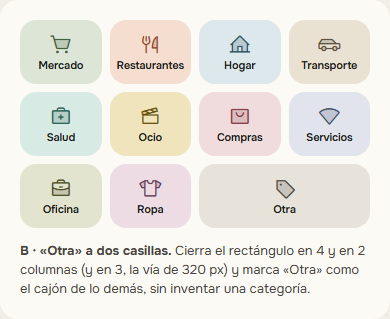 Mercado
Restaurantes
Hogar
Transporte
Salud
Ocio
Compras
Servicios
Oficina
Ropa
Otra
B · «Otra» a dos casillas. Cierra el rectángulo en 4 y en 2
columnas (y en 3, la vía de 320 px) y marca «Otra» como
el cajón de lo demás, sin inventar una categoría.